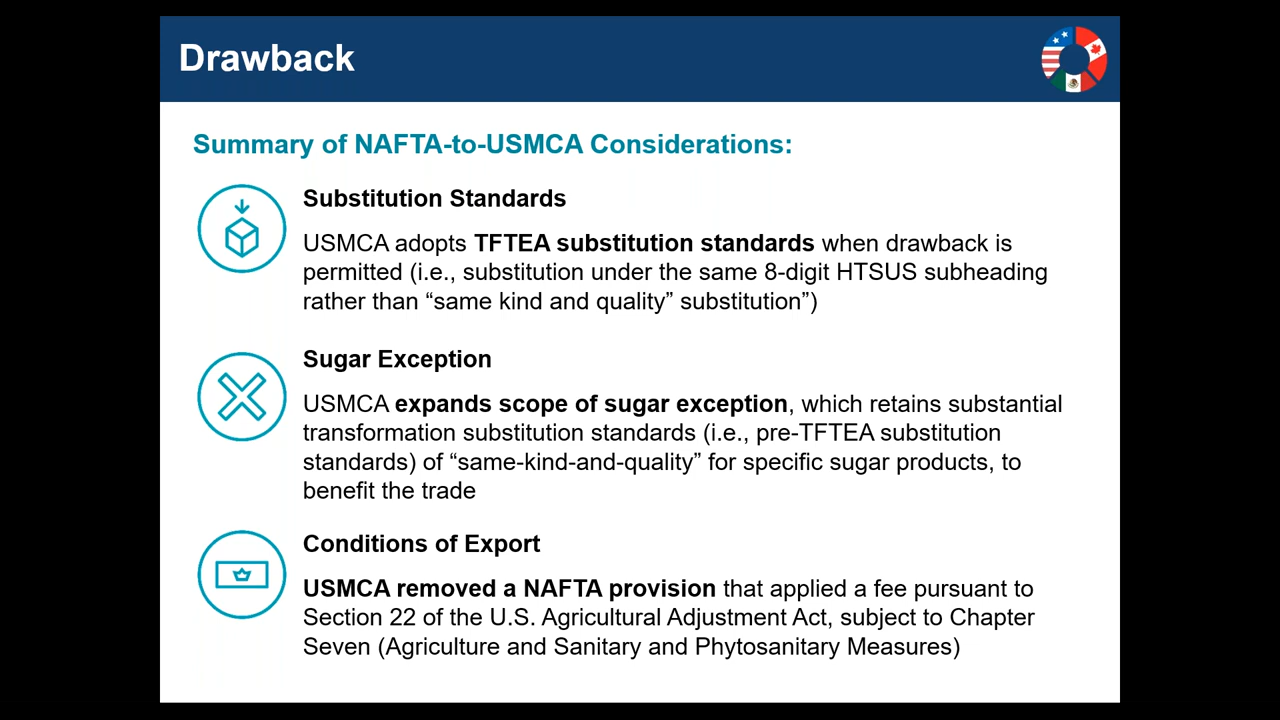 Drawback
Summary of NAFTA-to-USMCA Considerations:
Substitution Standards
USMCA adopts TFTEA substitution standards when drawback is
permitted (i.e., substitution under the same 8-digit HTSUS subheading
rather than “same kind and quality” substitution”)
Sugar Exception
USMCA expands scope of sugar exception, which retains substantial
transformation substitution standards (i.e., pre-TFTEA substitution
standards) of “same-kind-and-quality” for specific sugar products, to
benefit the trade
Conditions of Export
USMCA removed a NAFTA provision that applied a fee pursuant to
Section 22 of the U.S. Agricultural Adjustment Act, subject to Chapter
Seven (Agriculture and Sanitary and Phytosanitary Measures)